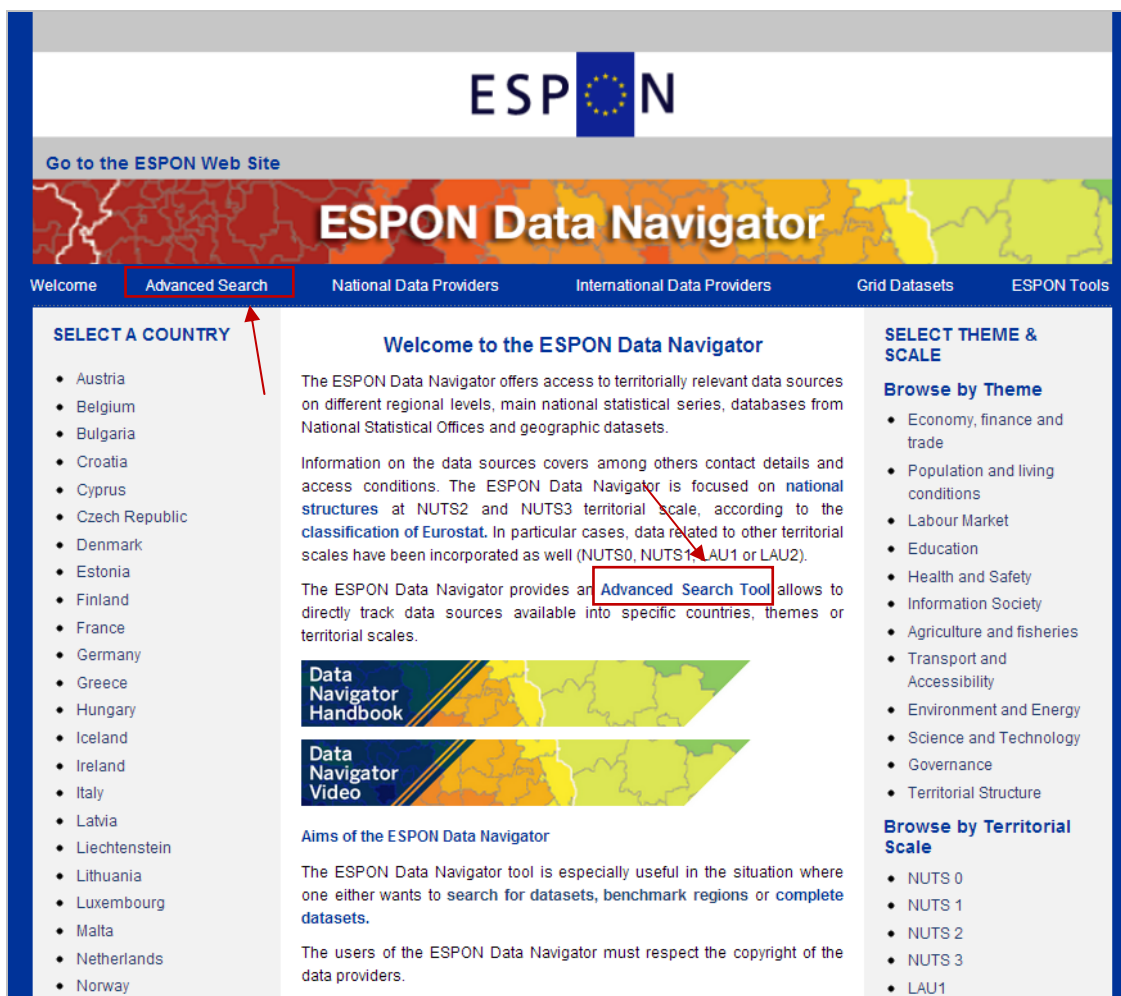 ESPON
Go to the ESPON Web Site
ESPON Data Navigator
Welcome Advanced Search National Data Providers International Data Providers Grid Datasets ESPON Tools
SELECT A COUNTRY
Austria
Belgium
Bulgaria
Croatia
Cyprus
Czech Republic
Denmark
Estonia
Finland
France
Germany
Greece
Hungary
Iceland
Ireland
Italy
Latvia
Liechtenstein
Lithuania
Luxembourg
Malta
Netherlands
Norway
Welcome to the ESPON Data Navigator
The ESPON Data Navigator offers access to territorially relevant data sources
on different regional levels, main national statistical series, databases from
National Statistical Offices and geographic datasets.
Information on the data sources covers among others contact details and
access conditions. The ESPON Data Navigator is focused on national
structures at NUTS2 and NUTS3 territorial scale, according to the
classification of Eurostat. In particular cases, data related to other territorial
scales have been incorporated as well (NUTS0, NUTS1, LAU1 or LAU2).
The ESPON Data Navigator provides an Advanced Search Tool allows to
directly track data sources available into specific countries, themes or
territorial scales.
Data
Navigator
Handbook
Data
Navigator
Video
Aims of the ESPON Data Navigator
The ESPON Data Navigator tool is especially useful in the situation where
one either wants to search for datasets, benchmark regions or complete
datasets.
The users of the ESPON Data Navigator must respect the copyright of the
data providers.
SELECT THEME &
SCALE
Browse by Theme
Economy, finance and
trade
Population and living
conditions
Labour Market
Education
Health and Safety
Information Society
Agriculture and fisheries
Transport and
Accessibility
Environment and Energy
Science and Technology
Governance
Territorial Structure
Browse by Territorial
Scale
NUTS 0
NUTS 1
NUTS 2
NUTS 3
LAU1